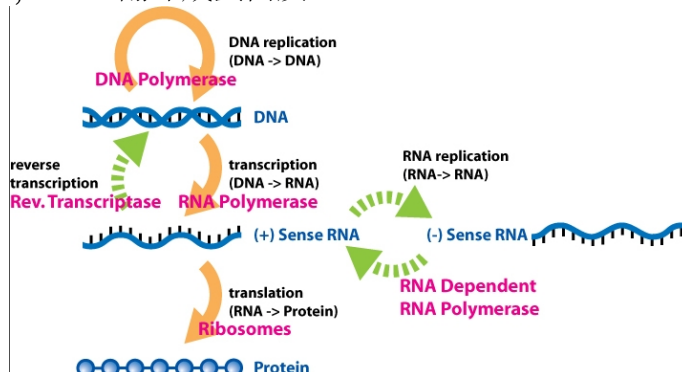 DNA replication
(DNA -> DNA)
DNA Polymerase
DNA
reverse
transcription
Rev. Transcriptase
transcription
(DNA -> RNA)
RNA Polymerase
RNA replication
(RNA-> RNA)
(+) Sense RNA
(-) Sense RNA
RNA Dependent
RNA Polymerase
translation
(RNA -> Protein)
Ribosomes
Protein